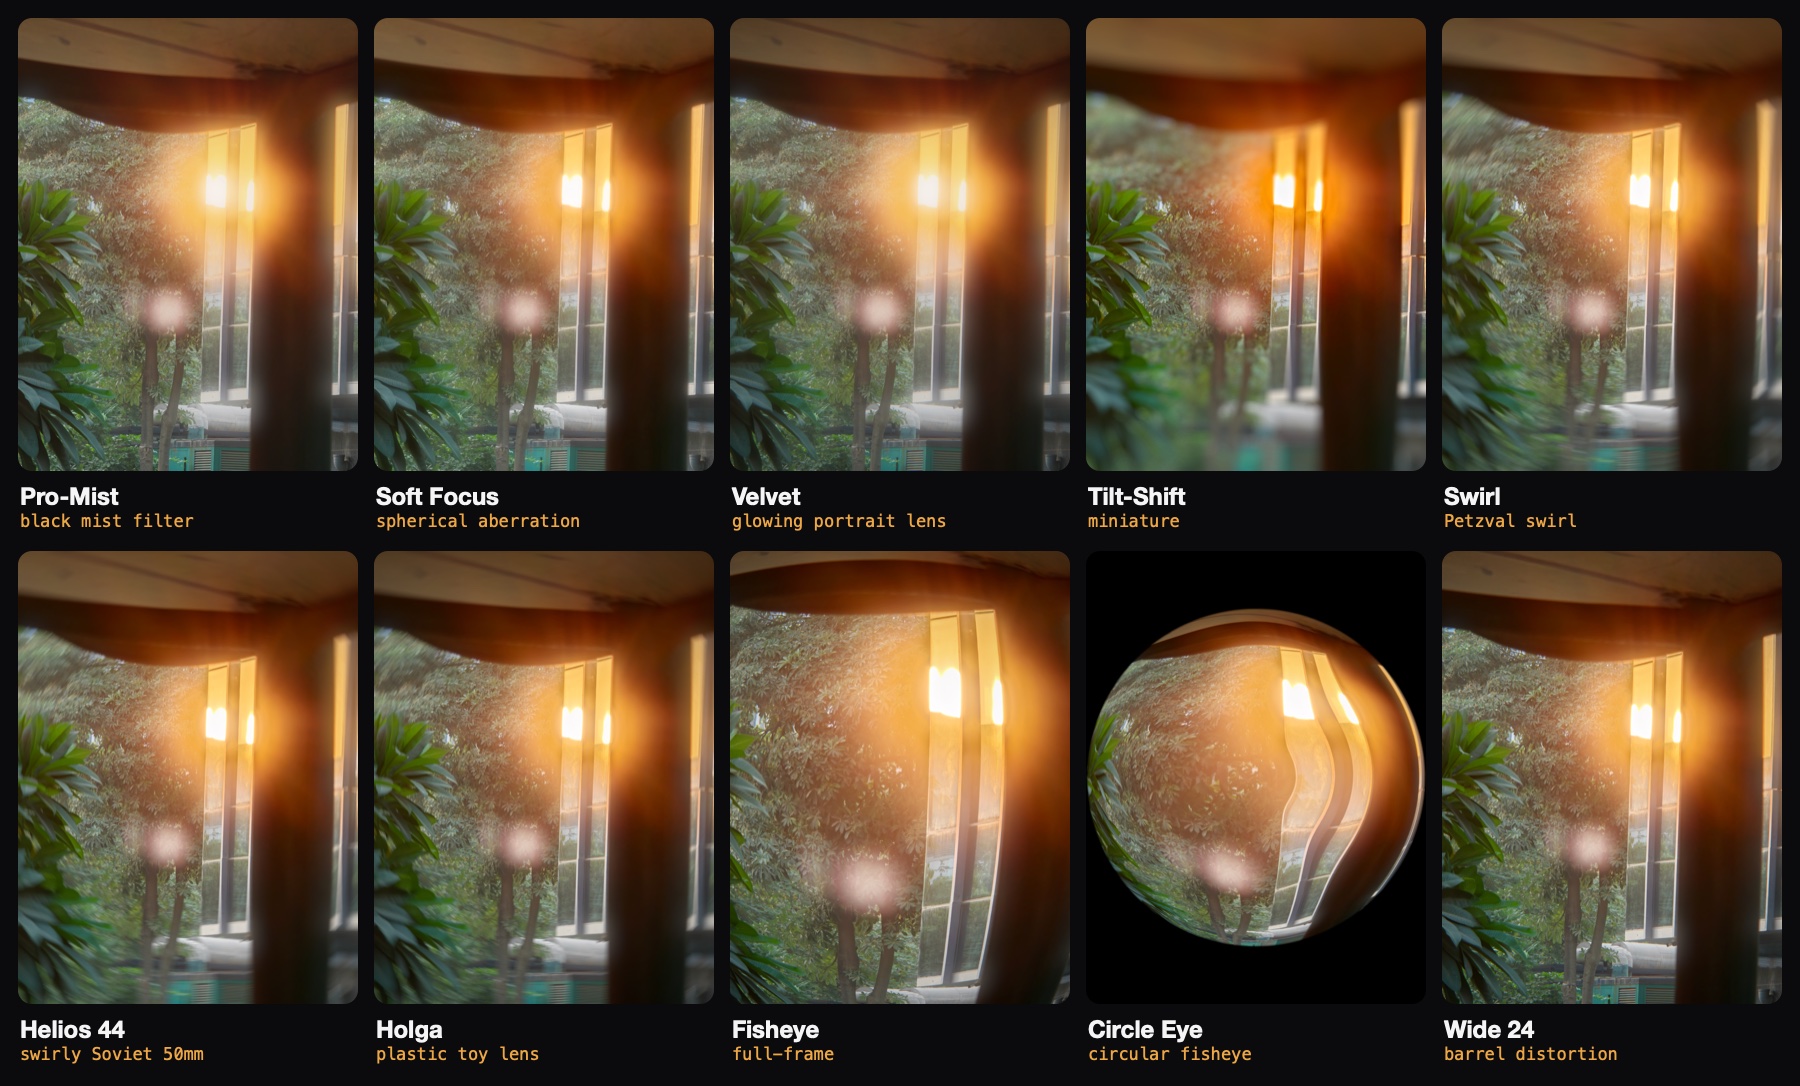 Pro-Mist
black mist filter
Soft Focus
spherical aberration
Velvet
glowing portrait lens
Tilt-Shift
miniature
Swirl
Petzval swirl
Helios 44
swirly Soviet 50mm
Holga
plastic toy lens
Fisheye
full-frame
Circle Eye
circular fisheye
Wide 24
barrel distortion